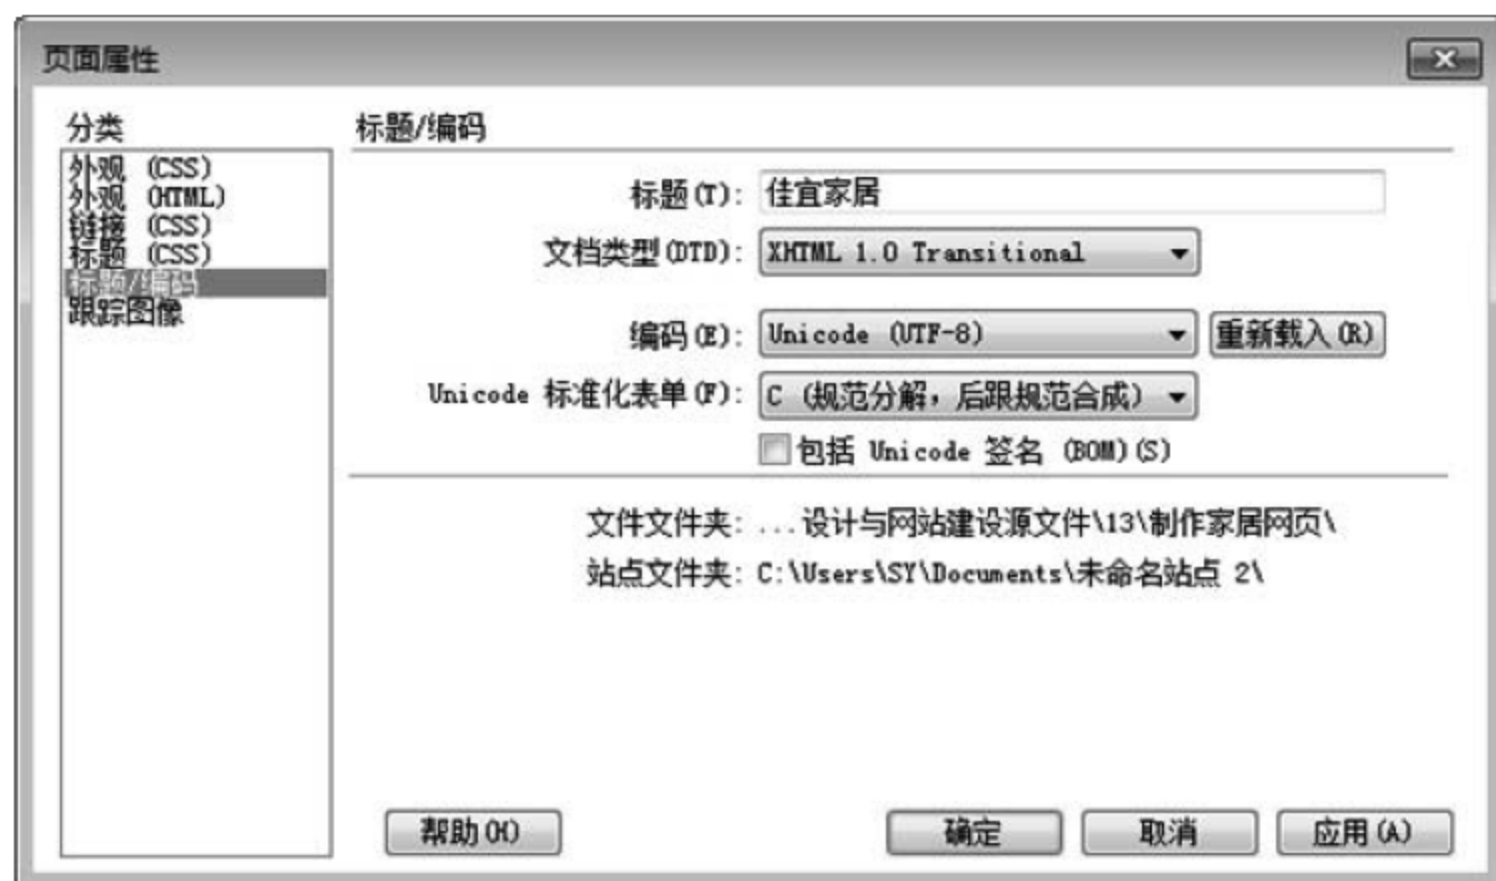 页面属性
分类
外观 (CSS)
外观 (HTML)
链接 (CSS)
标题 (CSS)
标题/编码
跟踪图像
标题/编码
标题(T): 佳宜家居
文档类型(DTD): XHTML 1.0 Transitional
编码(E): Unicode (UTF-8) 重新载入(R)
Unicode 标准化表单(F): C (规范分解，后跟规范合成)
包括 Unicode 签名 (BOM)(S)
文件文件夹: ...设计与网站建设源文件\13\制作家居网页\
站点文件夹: C:\Users\SY\Documents\未命名站点 2\
帮助(H) 确定 取消 应用(A)